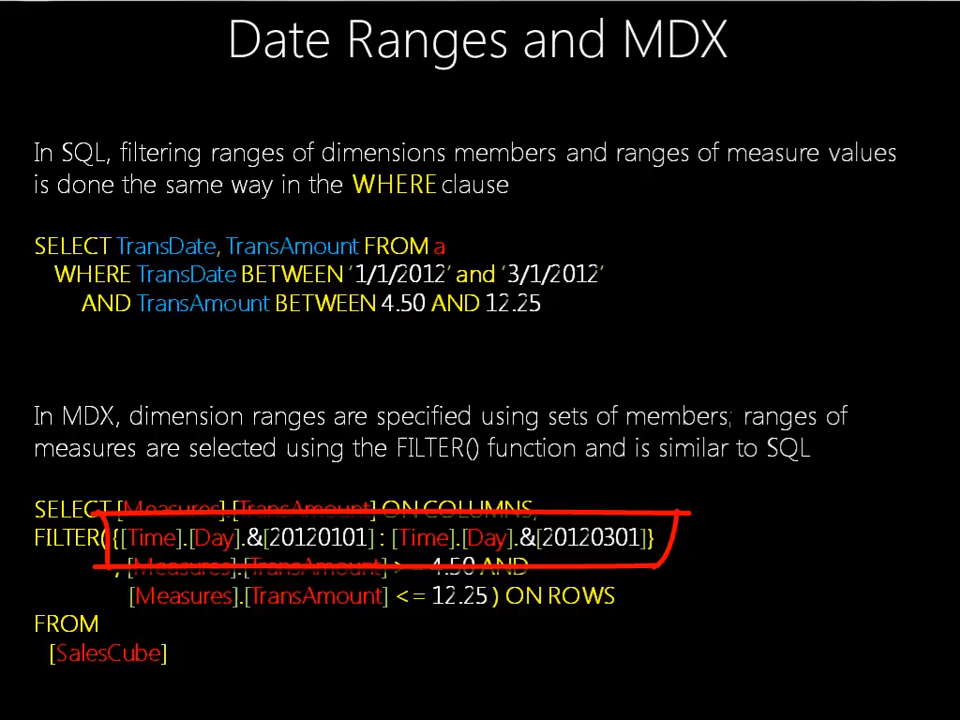 Date Ranges and MDX
In SQL, filtering ranges of dimensions members and ranges of measure values
is done the same way in the WHERE clause
SELECT TransDate, TransAmount FROM a
WHERE TransDate BETWEEN ‘1/1/2012’ and ‘3/1/2012’
AND TransAmount BETWEEN 4.50 AND 12.25
In MDX, dimension ranges are specified using sets of members; ranges of
measures are selected using the FILTER() function and is similar to SQL
SELECT [Measures].[TransAmount] ON COLUMNS,
FILTER( {[Time].[Day].&[20120101] : [Time].[Day].&[20120301]}
, [Measures].[TransAmount] >= 4.50 AND
[Measures].[TransAmount] <= 12.25 ) ON ROWS
FROM
[SalesCube]